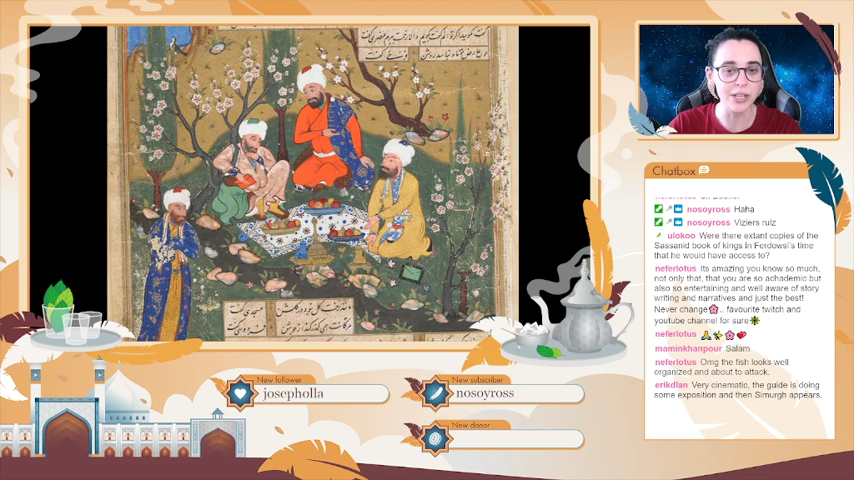 Chatbox
nosoyross Haha
nosoyross Viziers rulz
ulokoo Were there extant copies of the
Sassanid book of kings in Ferdowsi's time
that he would have access to?
neferlotus Its amazing you know so much,
not only that, that you are so achademic but
also so entertaining and well aware of story
writing and narratives and just the best!
Never change🌸.. favourite twitch and
youtube channel for sure
neferlotus
maminkhanpour Salam
neferlotus Omg the fish looks well
organized and about to attack.
erikdlan Very cinematic, the guide is doing
some exposition and then Simurgh appears.
New follower
josepholla
New subscriber
nosoyross
New donor